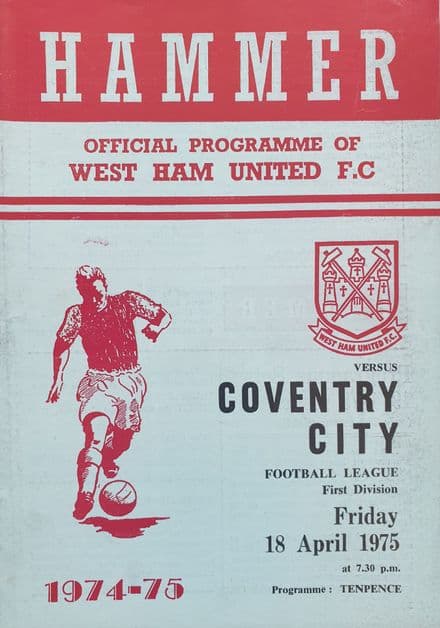 HAMMER
OFFICIAL PROGRAMME OF
WEST HAM UNITED F.C
WEST HAM UNITED F.C.
VERSUS
COVENTRY
CITY
FOOTBALL LEAGUE
First Division
Friday
18 April 1975
at 7.30 p.m.
Programme : TENPENCE
1974-75